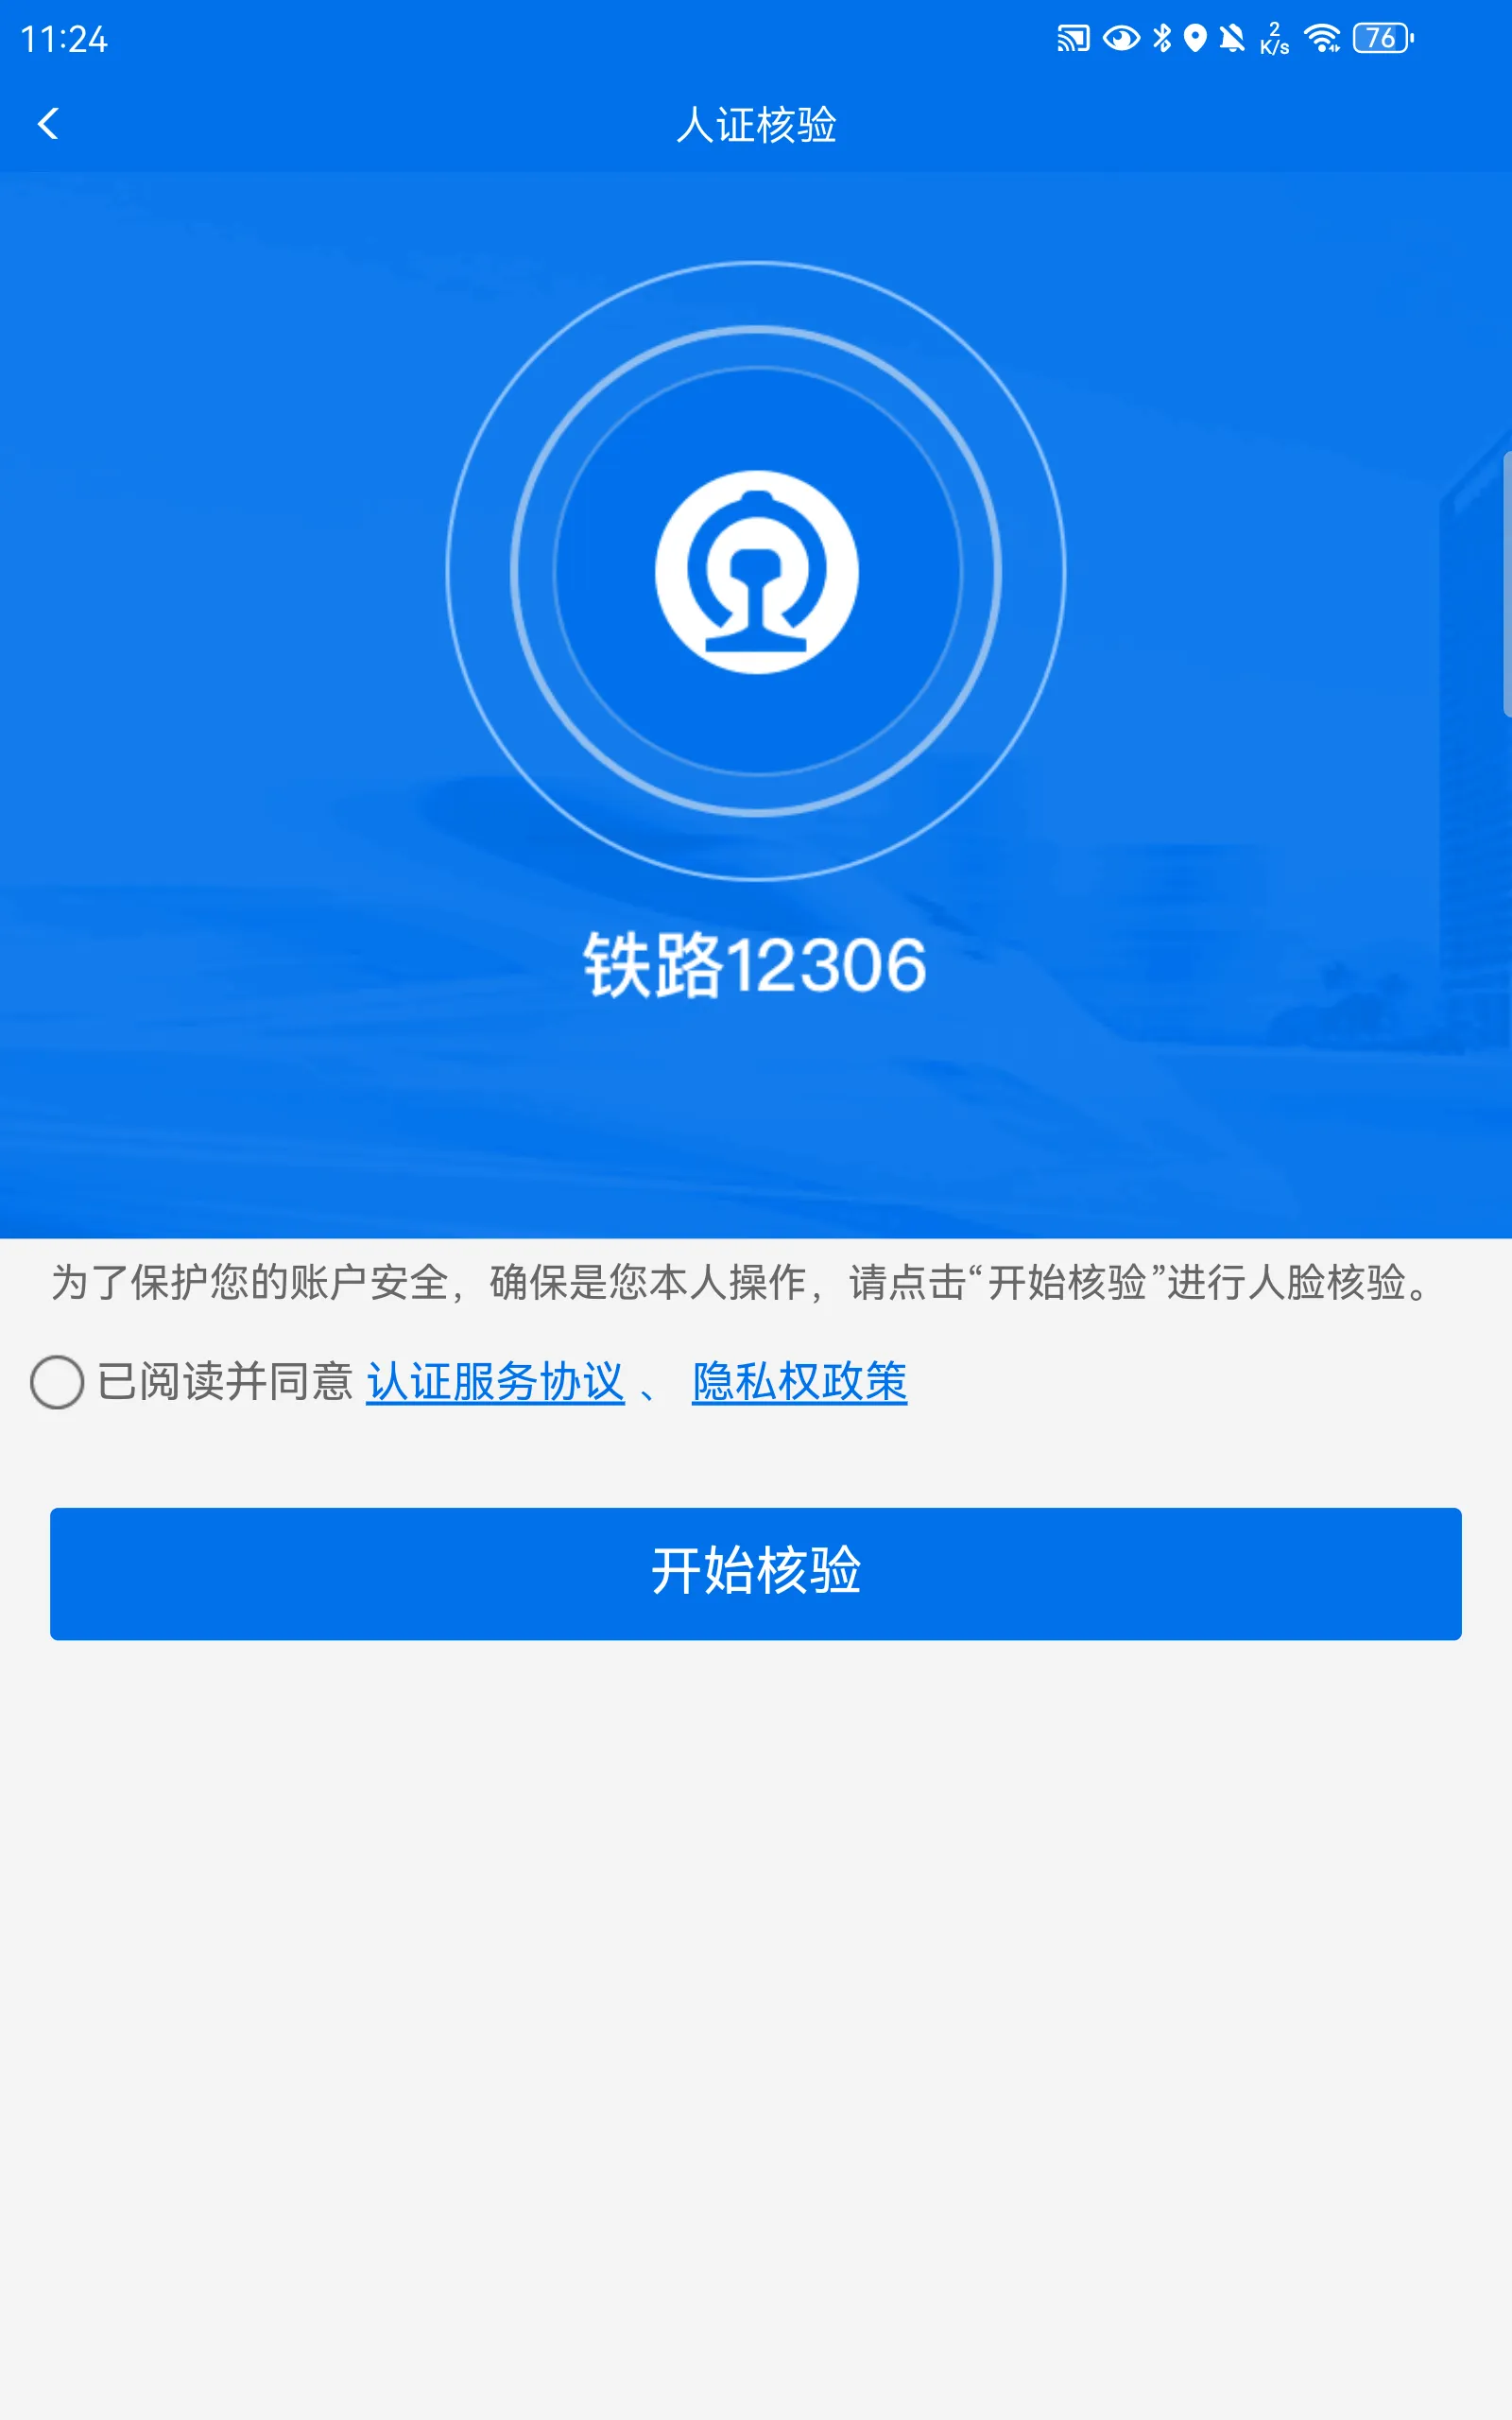 11:24
2
K/s
76
人证核验
铁路12306
为了保护您的账户安全，确保是您本人操作，请点击“开始核验”进行人脸核验。
已阅读并同意 认证服务协议 、 隐私权政策
开始核验